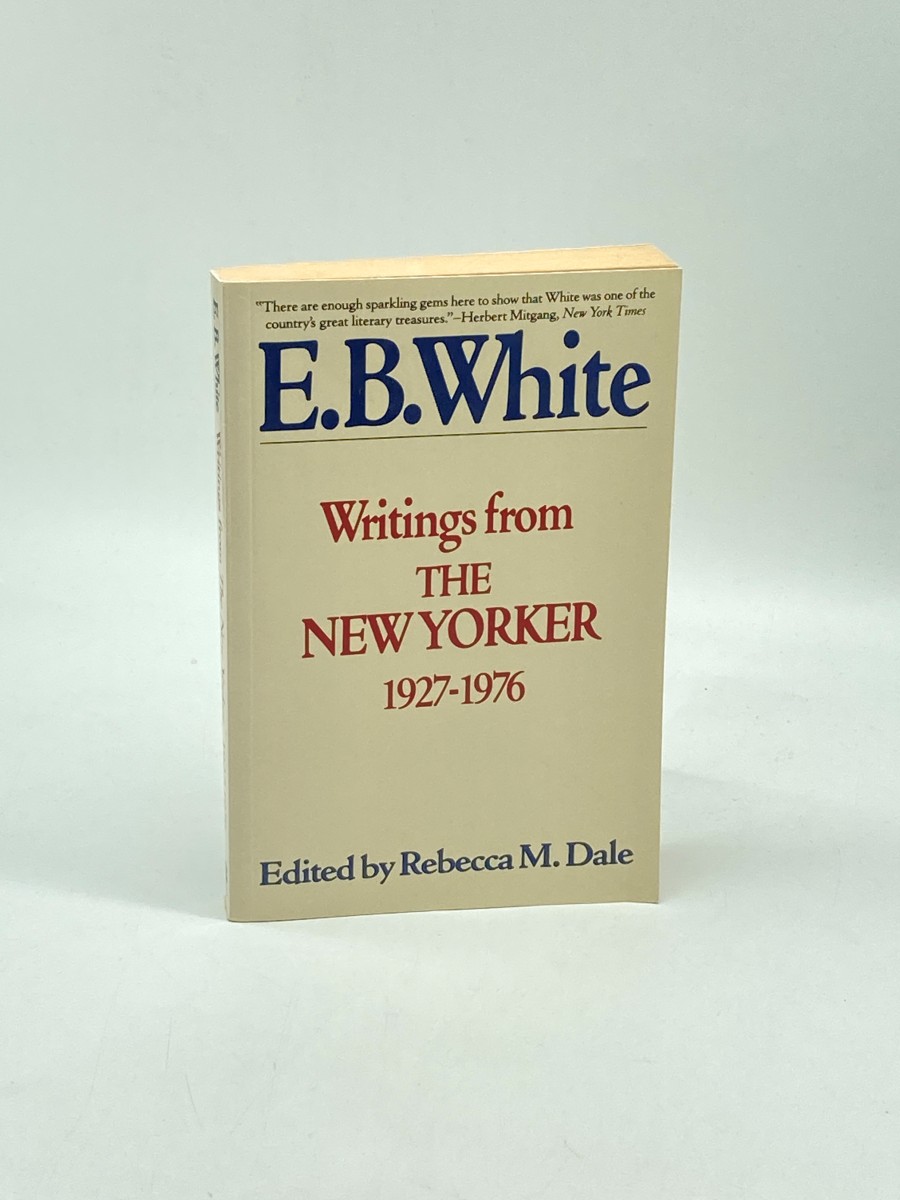 "There are enough sparkling gems here to show that White was one of the
country's great literary treasures."–Herbert Mitgang, New York Times
E.B.White
Writings from
THE
NEW YORKER
1927-1976
Edited by Rebecca M. Dale
E. B. White